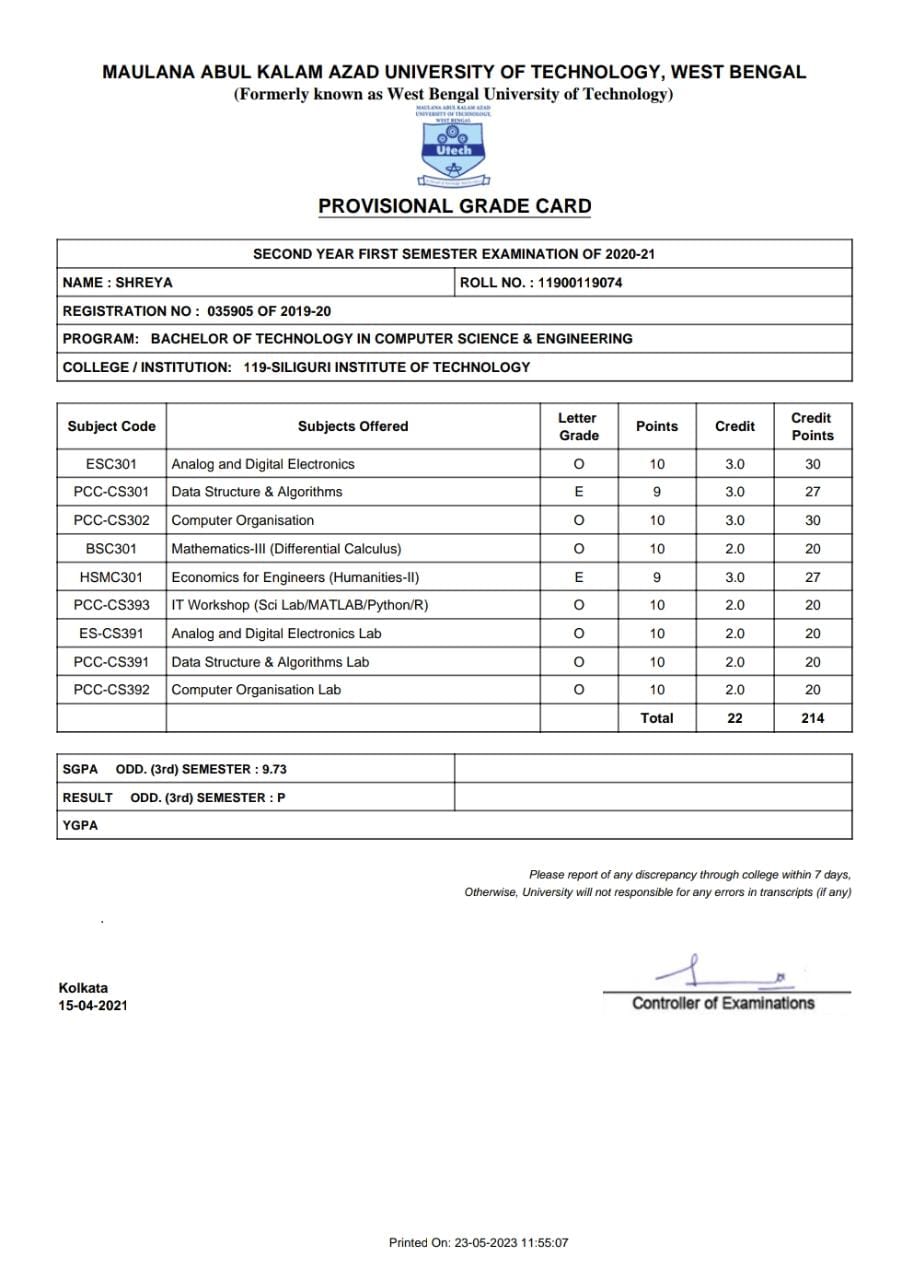 MAULANA ABUL KALAM AZAD UNIVERSITY OF TECHNOLOGY, WEST BENGAL
(Formerly known as West Bengal University of Technology)
MAULANA ABUL KALAM AZAD
UNIVERSITY OF TECHNOLOGY,
WEST BENGAL
Utech
PROVISIONAL GRADE CARD
SECOND YEAR FIRST SEMESTER EXAMINATION OF 2020-21
NAME : SHREYA ROLL NO. : 11900119074
REGISTRATION NO : 035905 OF 2019-20
PROGRAM: BACHELOR OF TECHNOLOGY IN COMPUTER SCIENCE & ENGINEERING
COLLEGE / INSTITUTION: 119-SILIGURI INSTITUTE OF TECHNOLOGY
Subject Code Subjects Offered Letter Grade Points Credit Credit Points
ESC301 Analog and Digital Electronics O 10 3.0 30
PCC-CS301 Data Structure & Algorithms E 9 3.0 27
PCC-CS302 Computer Organisation O 10 3.0 30
BSC301 Mathematics-III (Differential Calculus) O 10 2.0 20
HSMC301 Economics for Engineers (Humanities-II) E 9 3.0 27
PCC-CS393 IT Workshop (Sci Lab/MATLAB/Python/R) O 10 2.0 20
ES-CS391 Analog and Digital Electronics Lab O 10 2.0 20
PCC-CS391 Data Structure & Algorithms Lab O 10 2.0 20
PCC-CS392 Computer Organisation Lab O 10 2.0 20
Total 22 214
SGPA ODD. (3rd) SEMESTER : 9.73
RESULT ODD. (3rd) SEMESTER : P
YGPA
Please report of any discrepancy through college within 7 days,
Otherwise, University will not responsible for any errors in transcripts (if any)
Kolkata
15-04-2021
Controller of Examinations
Printed On: 23-05-2023 11:55:07